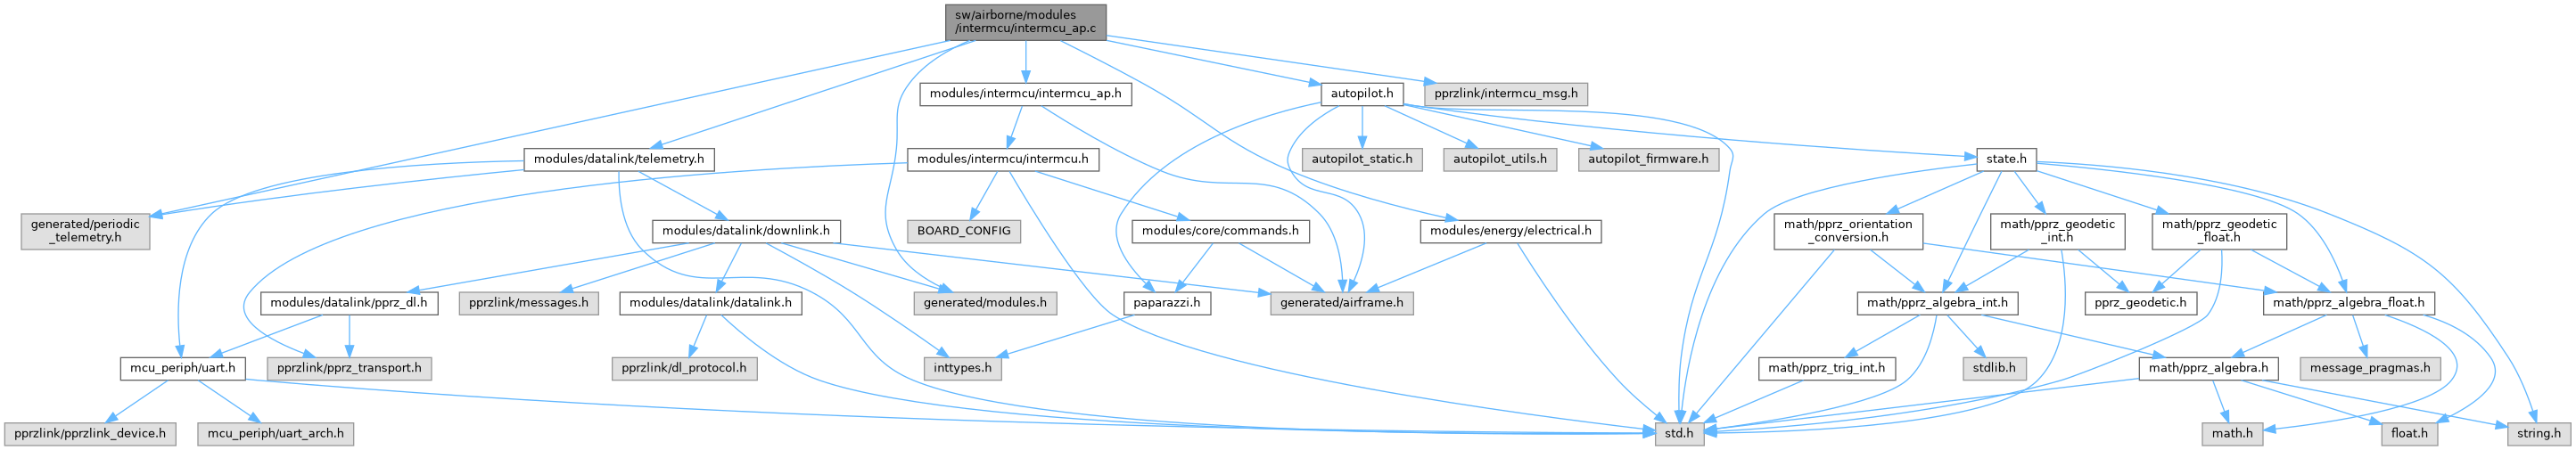 sw/airborne/modules
/intermcu/intermcu_ap.c
modules/intermcu/intermcu_ap.h
autopilot.h
pprzlink/intermcu_msg.h
modules/datalink/telemetry.h
modules/intermcu/intermcu.h
autopilot_static.h
autopilot_utils.h
autopilot_firmware.h
state.h
generated/periodic
_telemetry.h
modules/datalink/downlink.h
BOARD_CONFIG
modules/core/commands.h
modules/energy/electrical.h
math/pprz_orientation
_conversion.h
math/pprz_geodetic
_int.h
math/pprz_geodetic
_float.h
modules/datalink/pprz_dl.h
pprzlink/messages.h
modules/datalink/datalink.h
generated/modules.h
paparazzi.h
generated/airframe.h
math/pprz_algebra_int.h
pprz_geodetic.h
math/pprz_algebra_float.h
mcu_periph/uart.h
pprzlink/pprz_transport.h
pprzlink/dl_protocol.h
inttypes.h
math/pprz_trig_int.h
stdlib.h
math/pprz_algebra.h
message_pragmas.h
pprzlink/pprzlink_device.h
mcu_periph/uart_arch.h
std.h
math.h
float.h
string.h